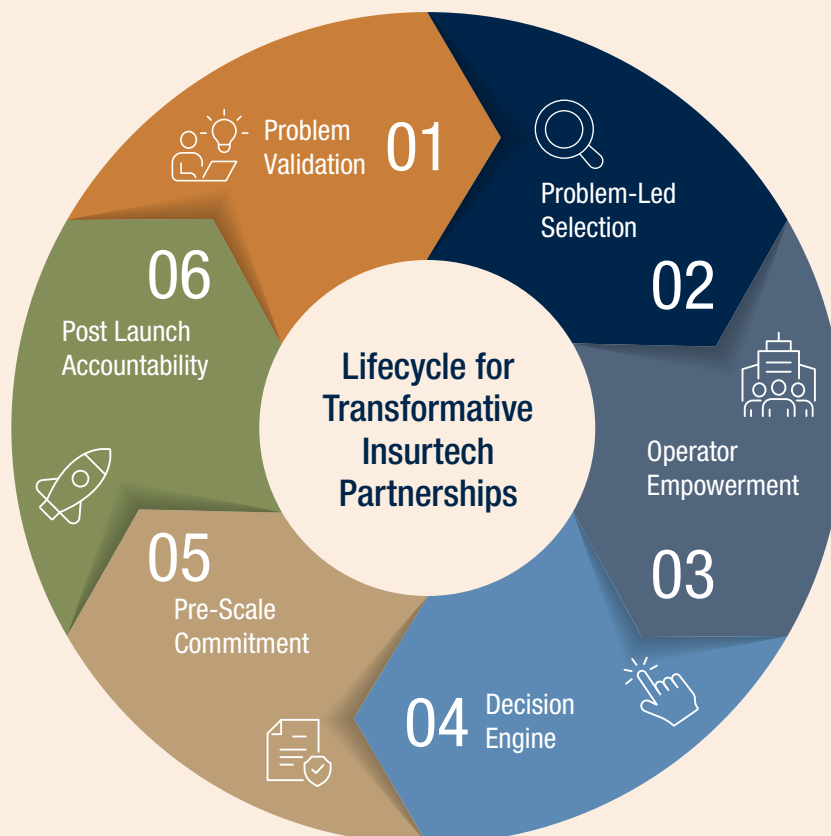 Lifecycle for
Transformative
Insurtech
Partnerships
01
Problem
Validation
Problem-Led
Selection
02
Operator
Empowerment
03
04
Decision
Engine
05
Pre-Scale
Commitment
06
Post Launch
Accountability